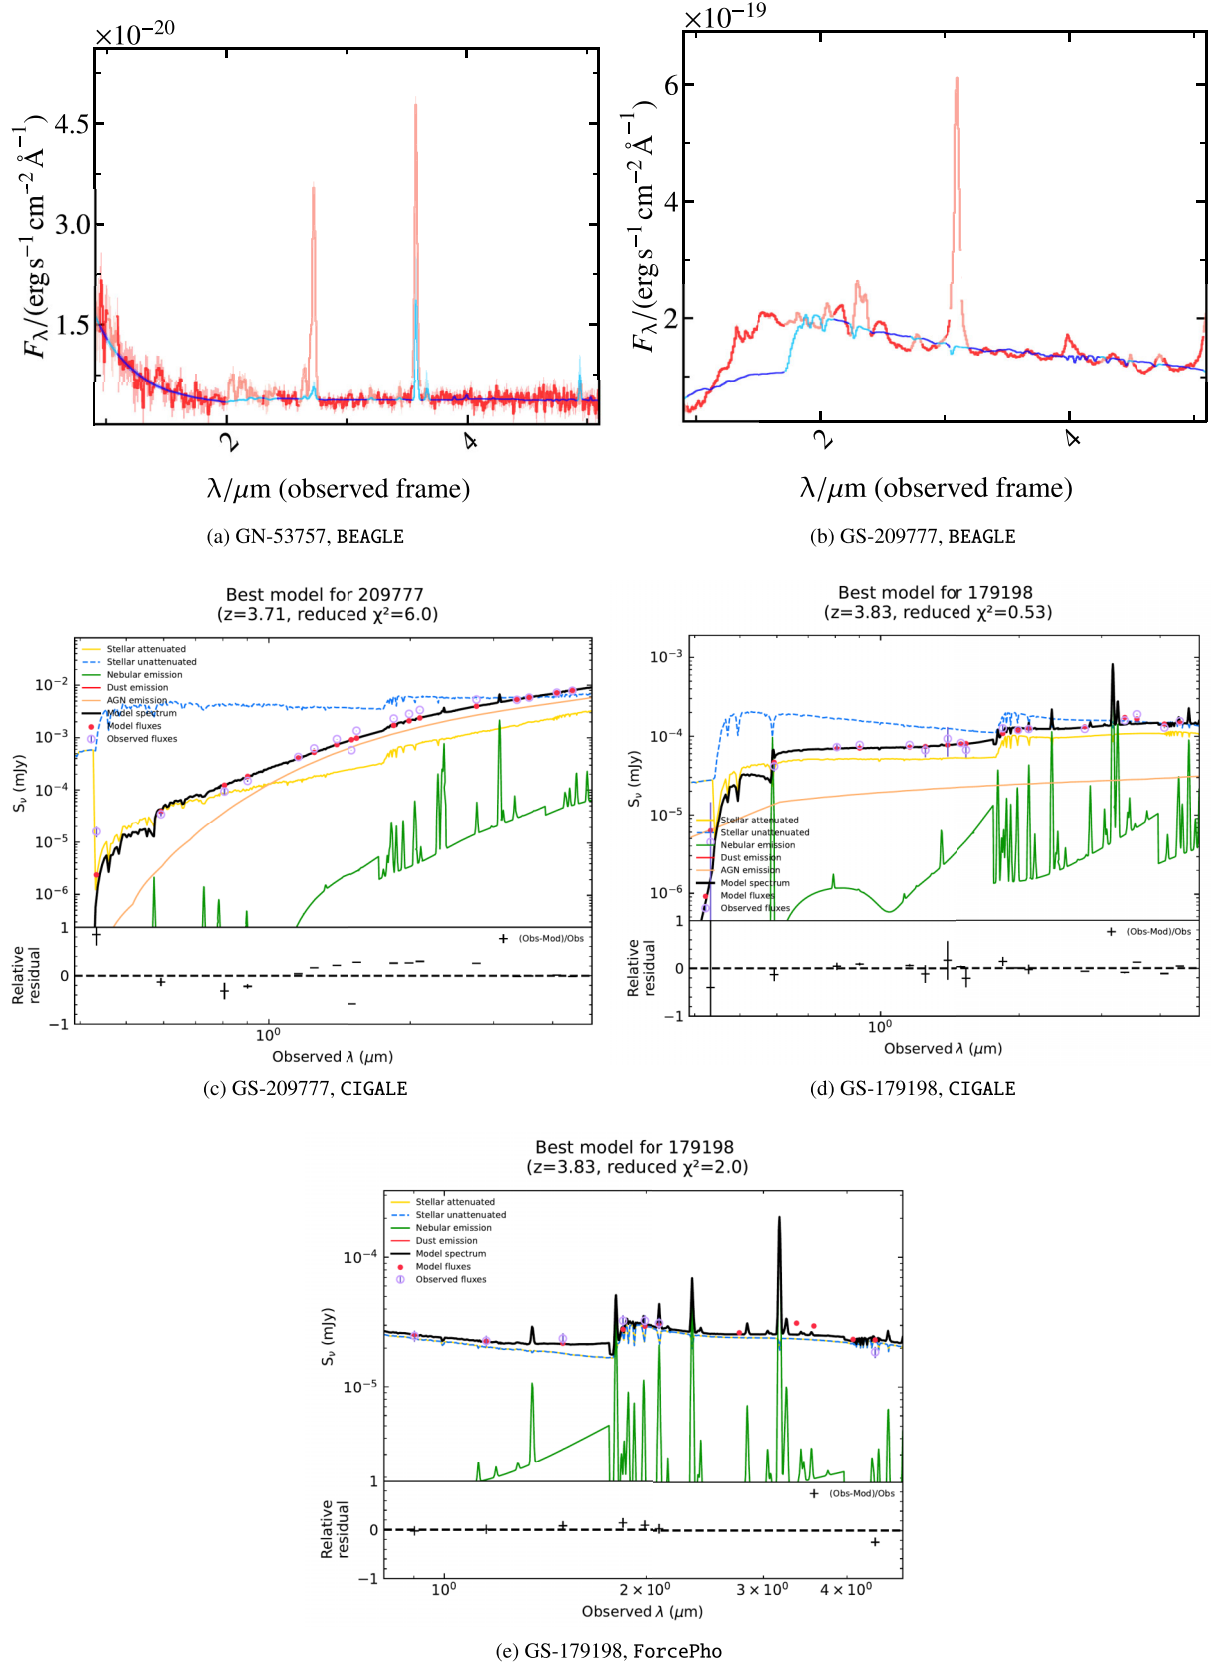 ×10−20
4.5
3.0
1.5
Fλ/(erg s−1 cm−2 Å−1)
2
4
λ/μm (observed frame)
(a) GN-53757, BEAGLE
×10−19
6
4
2
Fλ/(erg s−1 cm−2 Å−1)
2
4
λ/μm (observed frame)
(b) GS-209777, BEAGLE
Best model for 209777
(z=3.71, reduced χ²=6.0)
Stellar attenuated
Stellar unattenuated
Nebular emission
Dust emission
AGN emission
Model spectrum
Model fluxes
Observed fluxes
10−2
10−3
10−4
10−5
10−6
Sν (mJy)
1
0
−1
Relative
residual
(Obs-Mod)/Obs
10⁰
Observed λ (μm)
(c) GS-209777, CIGALE
Best model for 179198
(z=3.83, reduced χ²=0.53)
10−3
10−4
10−5
10−6
Sν (mJy)
Stellar attenuated
Stellar unattenuated
Nebular emission
Dust emission
AGN emission
Model spectrum
Model fluxes
Observed fluxes
1
0
−1
Relative
residual
(Obs-Mod)/Obs
10⁰
Observed λ (μm)
(d) GS-179198, CIGALE
Best model for 179198
(z=3.83, reduced χ²=2.0)
Stellar attenuated
Stellar unattenuated
Nebular emission
Dust emission
Model spectrum
Model fluxes
Observed fluxes
10−4
10−5
Sν (mJy)
1
0
−1
Relative
residual
(Obs-Mod)/Obs
10⁰
2 × 10⁰
3 × 10⁰
4 × 10⁰
Observed λ (μm)
(e) GS-179198, ForcePho